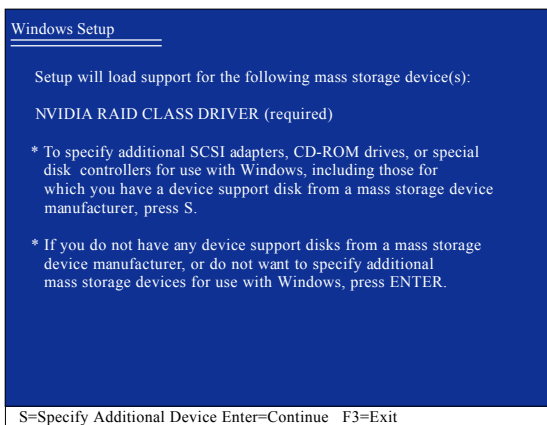 Windows Setup
Setup will load support for the following mass storage device(s):
NVIDIA RAID CLASS DRIVER (required)
* To specify additional SCSI adapters, CD-ROM drives, or special
disk controllers for use with Windows, including those for
which you have a device support disk from a mass storage device
manufacturer, press S.
* If you do not have any device support disks from a mass storage
device manufacturer, or do not want to specify additional
mass storage devices for use with Windows, press ENTER.
S=Specify Additional Device Enter=Continue F3=Exit